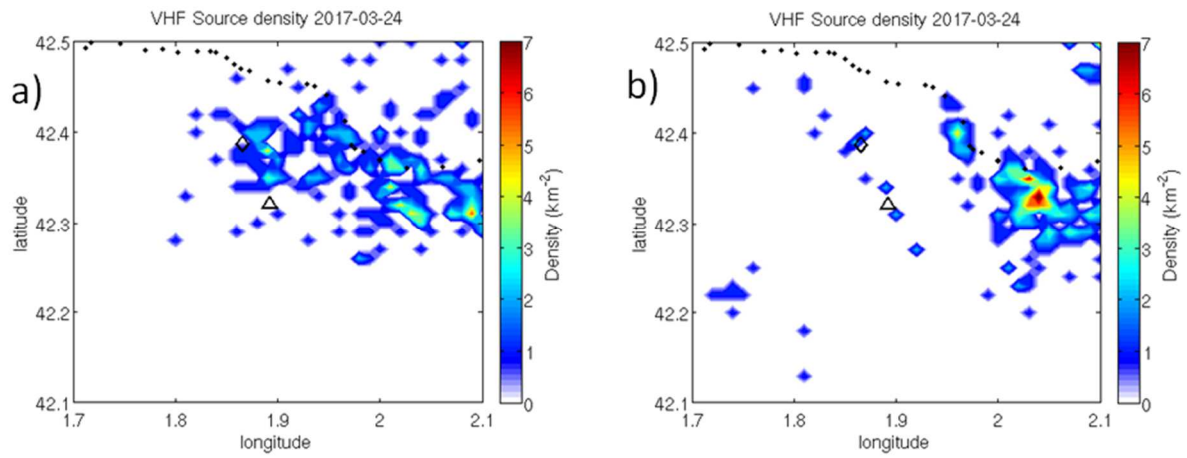 VHF Source density 2017-03-24
a)
42.5
42.4
42.3
42.2
42.1
latitude
1.7 1.8 1.9 2 2.1
longitude
7
6
5
4
3
2
1
0
Density (km-2)
VHF Source density 2017-03-24
b)
42.5
42.4
42.3
42.2
42.1
latitude
1.7 1.8 1.9 2 2.1
longitude
7
6
5
4
3
2
1
0
Density (km-2)